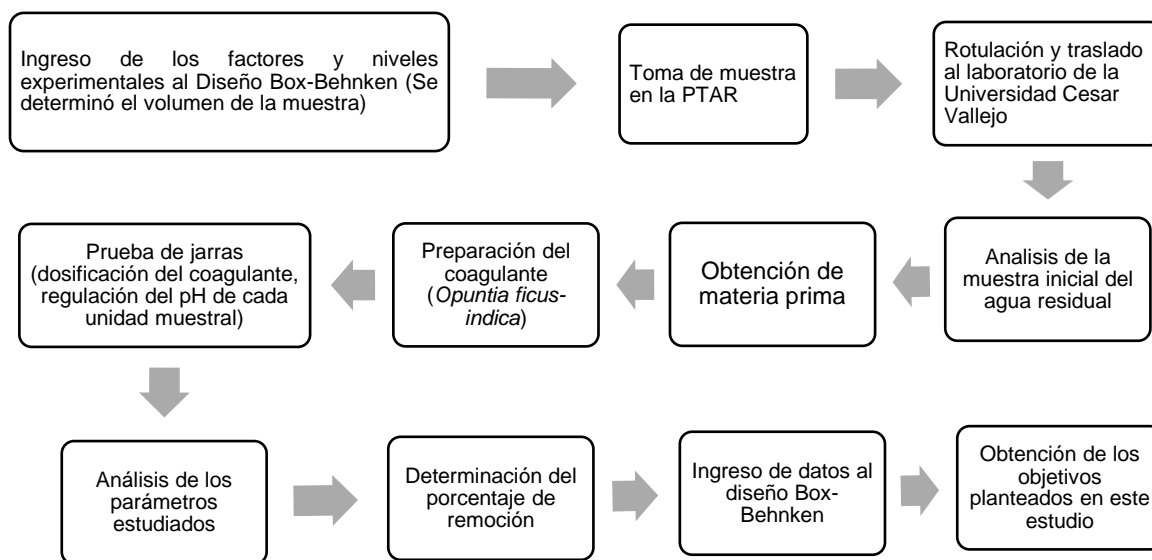 Ingreso de los factores y niveles
experimentales al Diseño Box-Behnken (Se
determinó el volumen de la muestra)
Toma de muestra
en la PTAR
Rotulación y traslado
al laboratorio de la
Universidad Cesar
Vallejo
Analisis de la
muestra inicial del
agua residual
Obtención de
materia prima
Preparación del
coagulante
(Opuntia ficus-
indica)
Prueba de jarras
(dosificación del coagulante,
regulación del pH de cada
unidad muestral)
Análisis de los
parámetros
estudiados
Determinación del
porcentaje de
remoción
Ingreso de datos al
diseño Box-
Behnken
Obtención de los
objetivos
planteados en este
estudio